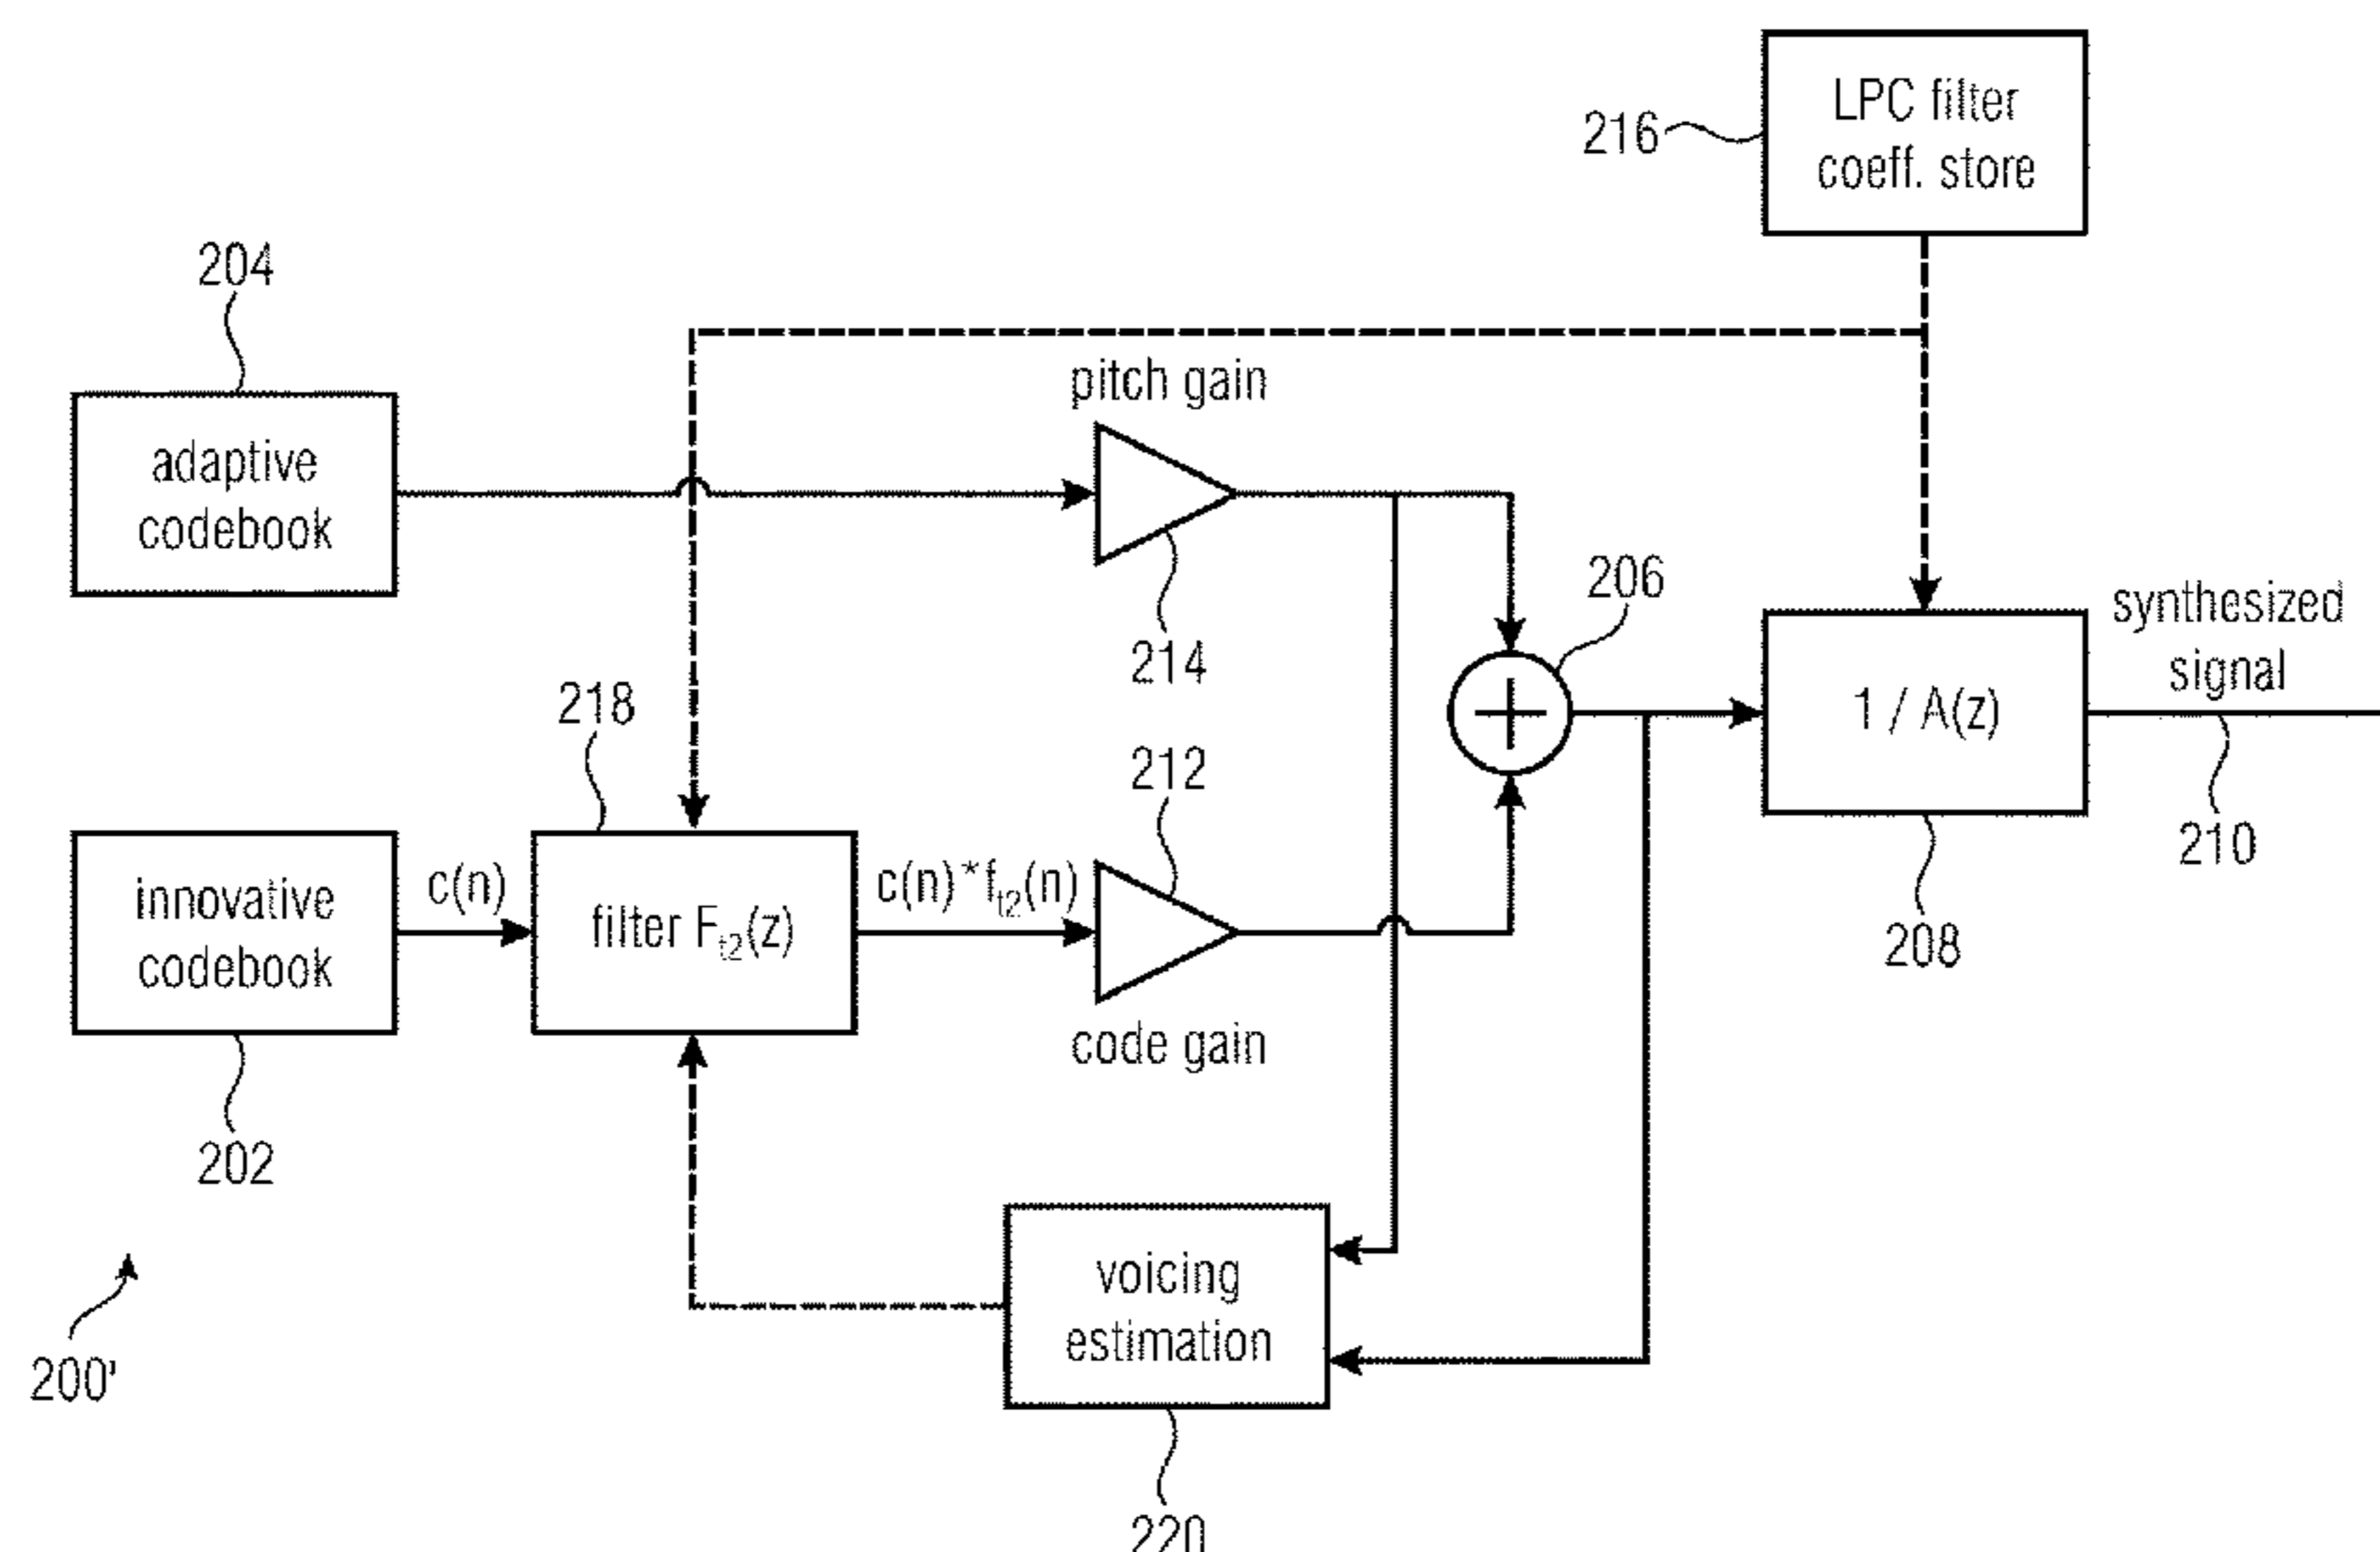 LPC filter
coeff. store
216
204
pitch gain
adaptive
codebook
214
206
synthesized
signal
1 / A(z)
218
212
210
innovative
codebook
c(n)
filter F_t2(z)
c(n)*f_t2(n)
208
code gain
202
voicing
estimation
200'
220